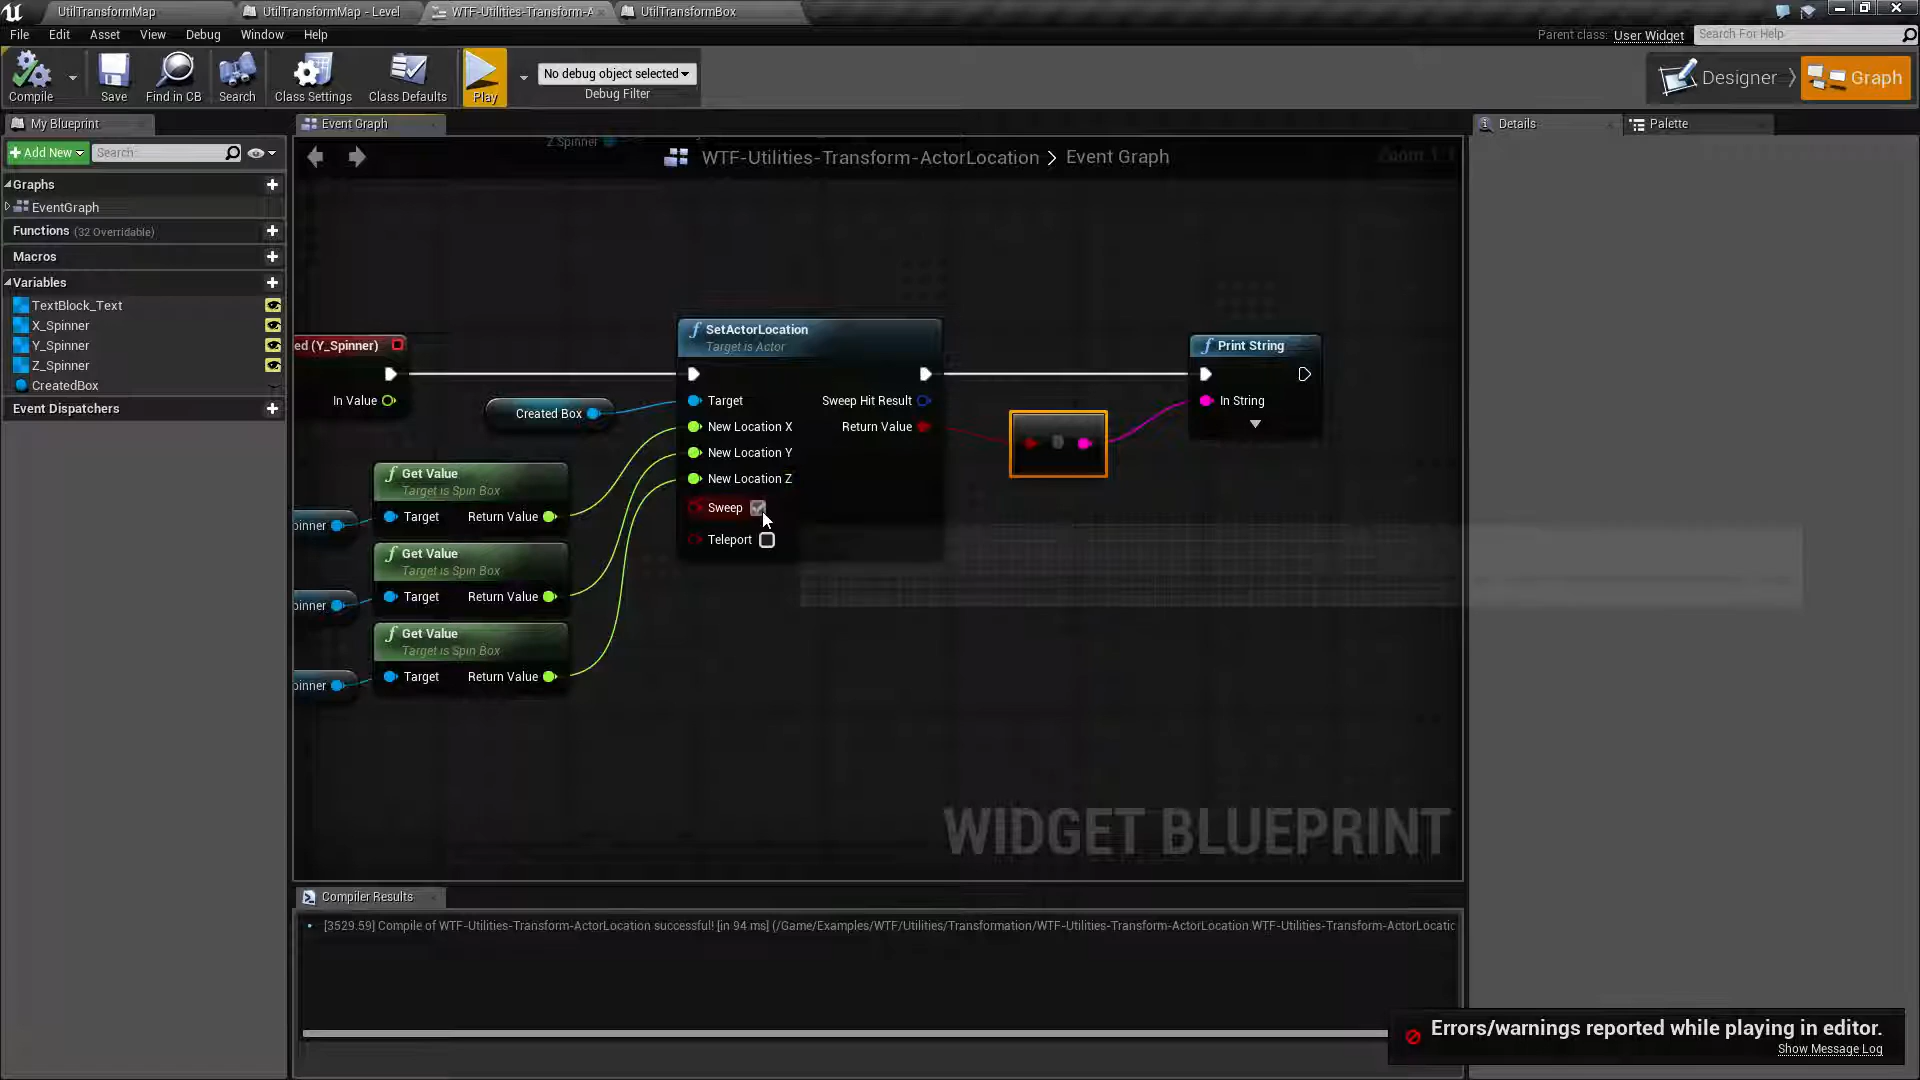 UtilTransformMap
UtilTransformMap - Level
WTF-Utilities-Transform-A
UtilTransformBox
File Edit Asset View Debug Window Help
Parent class: User Widget
Search For Help
Compile
Save
Find in CB
Search
Class Settings
Class Defaults
Play
No debug object selected
Debug Filter
Designer
Graph
My Blueprint
Event Graph
Details
Palette
Add New
Search
Z Spinner
WTF-Utilities-Transform-ActorLocation > Event Graph
Zoom 1:1
Graphs
EventGraph
Functions (32 Overridable)
Macros
Variables
TextBlock_Text
X_Spinner
Y_Spinner
Z_Spinner
CreatedBox
Event Dispatchers
ed (Y_Spinner)
In Value
Created Box
SetActorLocation
Target is Actor
Target
Sweep Hit Result
New Location X
Return Value
New Location Y
New Location Z
Sweep
Teleport
Print String
In String
Get Value
Target is Spin Box
pinner
Target
Return Value
Get Value
Target is Spin Box
pinner
Target
Return Value
Get Value
Target is Spin Box
pinner
Target
Return Value
WIDGET BLUEPRINT
Compiler Results
[3529.59] Compile of WTF-Utilities-Transform-ActorLocation successful! [in 94 ms] (/Game/Examples/WTF/Utilities/Transformation/WTF-Utilities-Transform-ActorLocation.WTF-Utilities-Transform-ActorLocatic
Errors/warnings reported while playing in editor.
Show Message Log